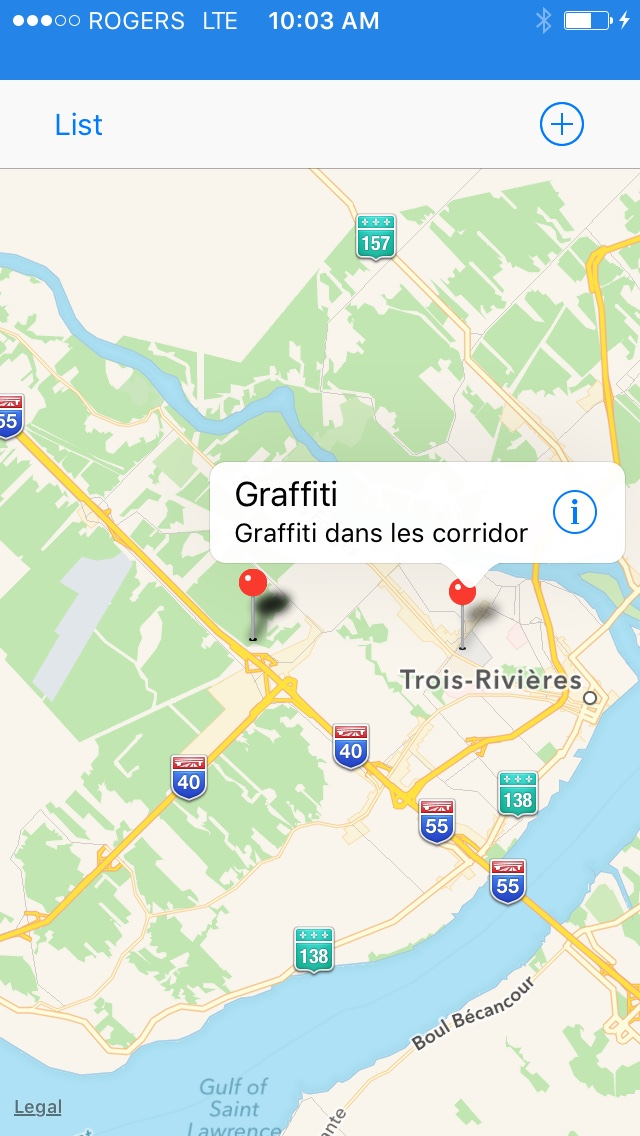 ROGERS LTE 10:03 AM
List
157
55
Graffiti
Graffiti dans les corridor
i
Trois-Rivières
40
40
138
55
55
138
Boul Bécancour
Gulf of
Saint
Lawrence
Legal